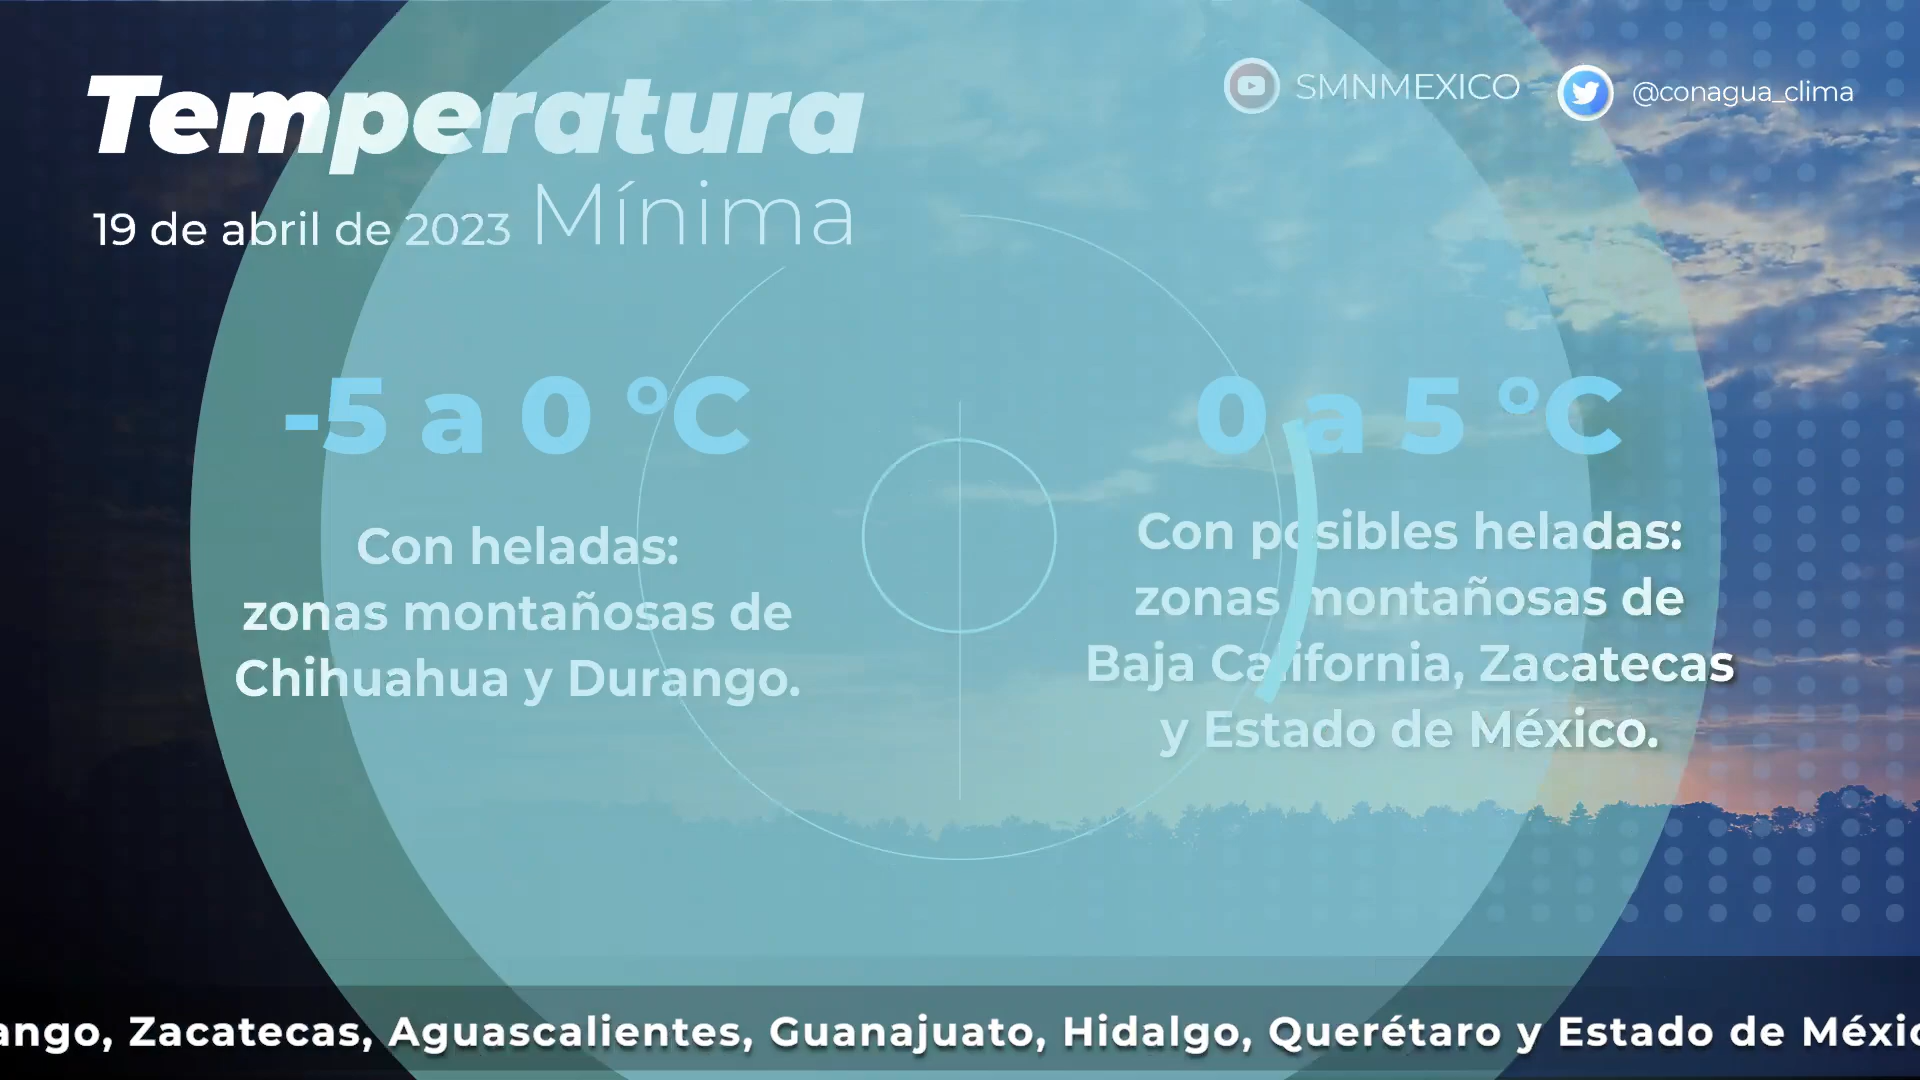 Temperatura
Mínima
19 de abril de 2023
SMNMEXICO
@conagua_clima
-5 a 0 °C
Con heladas:
zonas montañosas de
Chihuahua y Durango.
0 a 5 °C
Con posibles heladas:
zonas montañosas de
Baja California, Zacatecas
y Estado de México.
ango, Zacatecas, Aguascalientes, Guanajuato, Hidalgo, Querétaro y Estado de Méxic